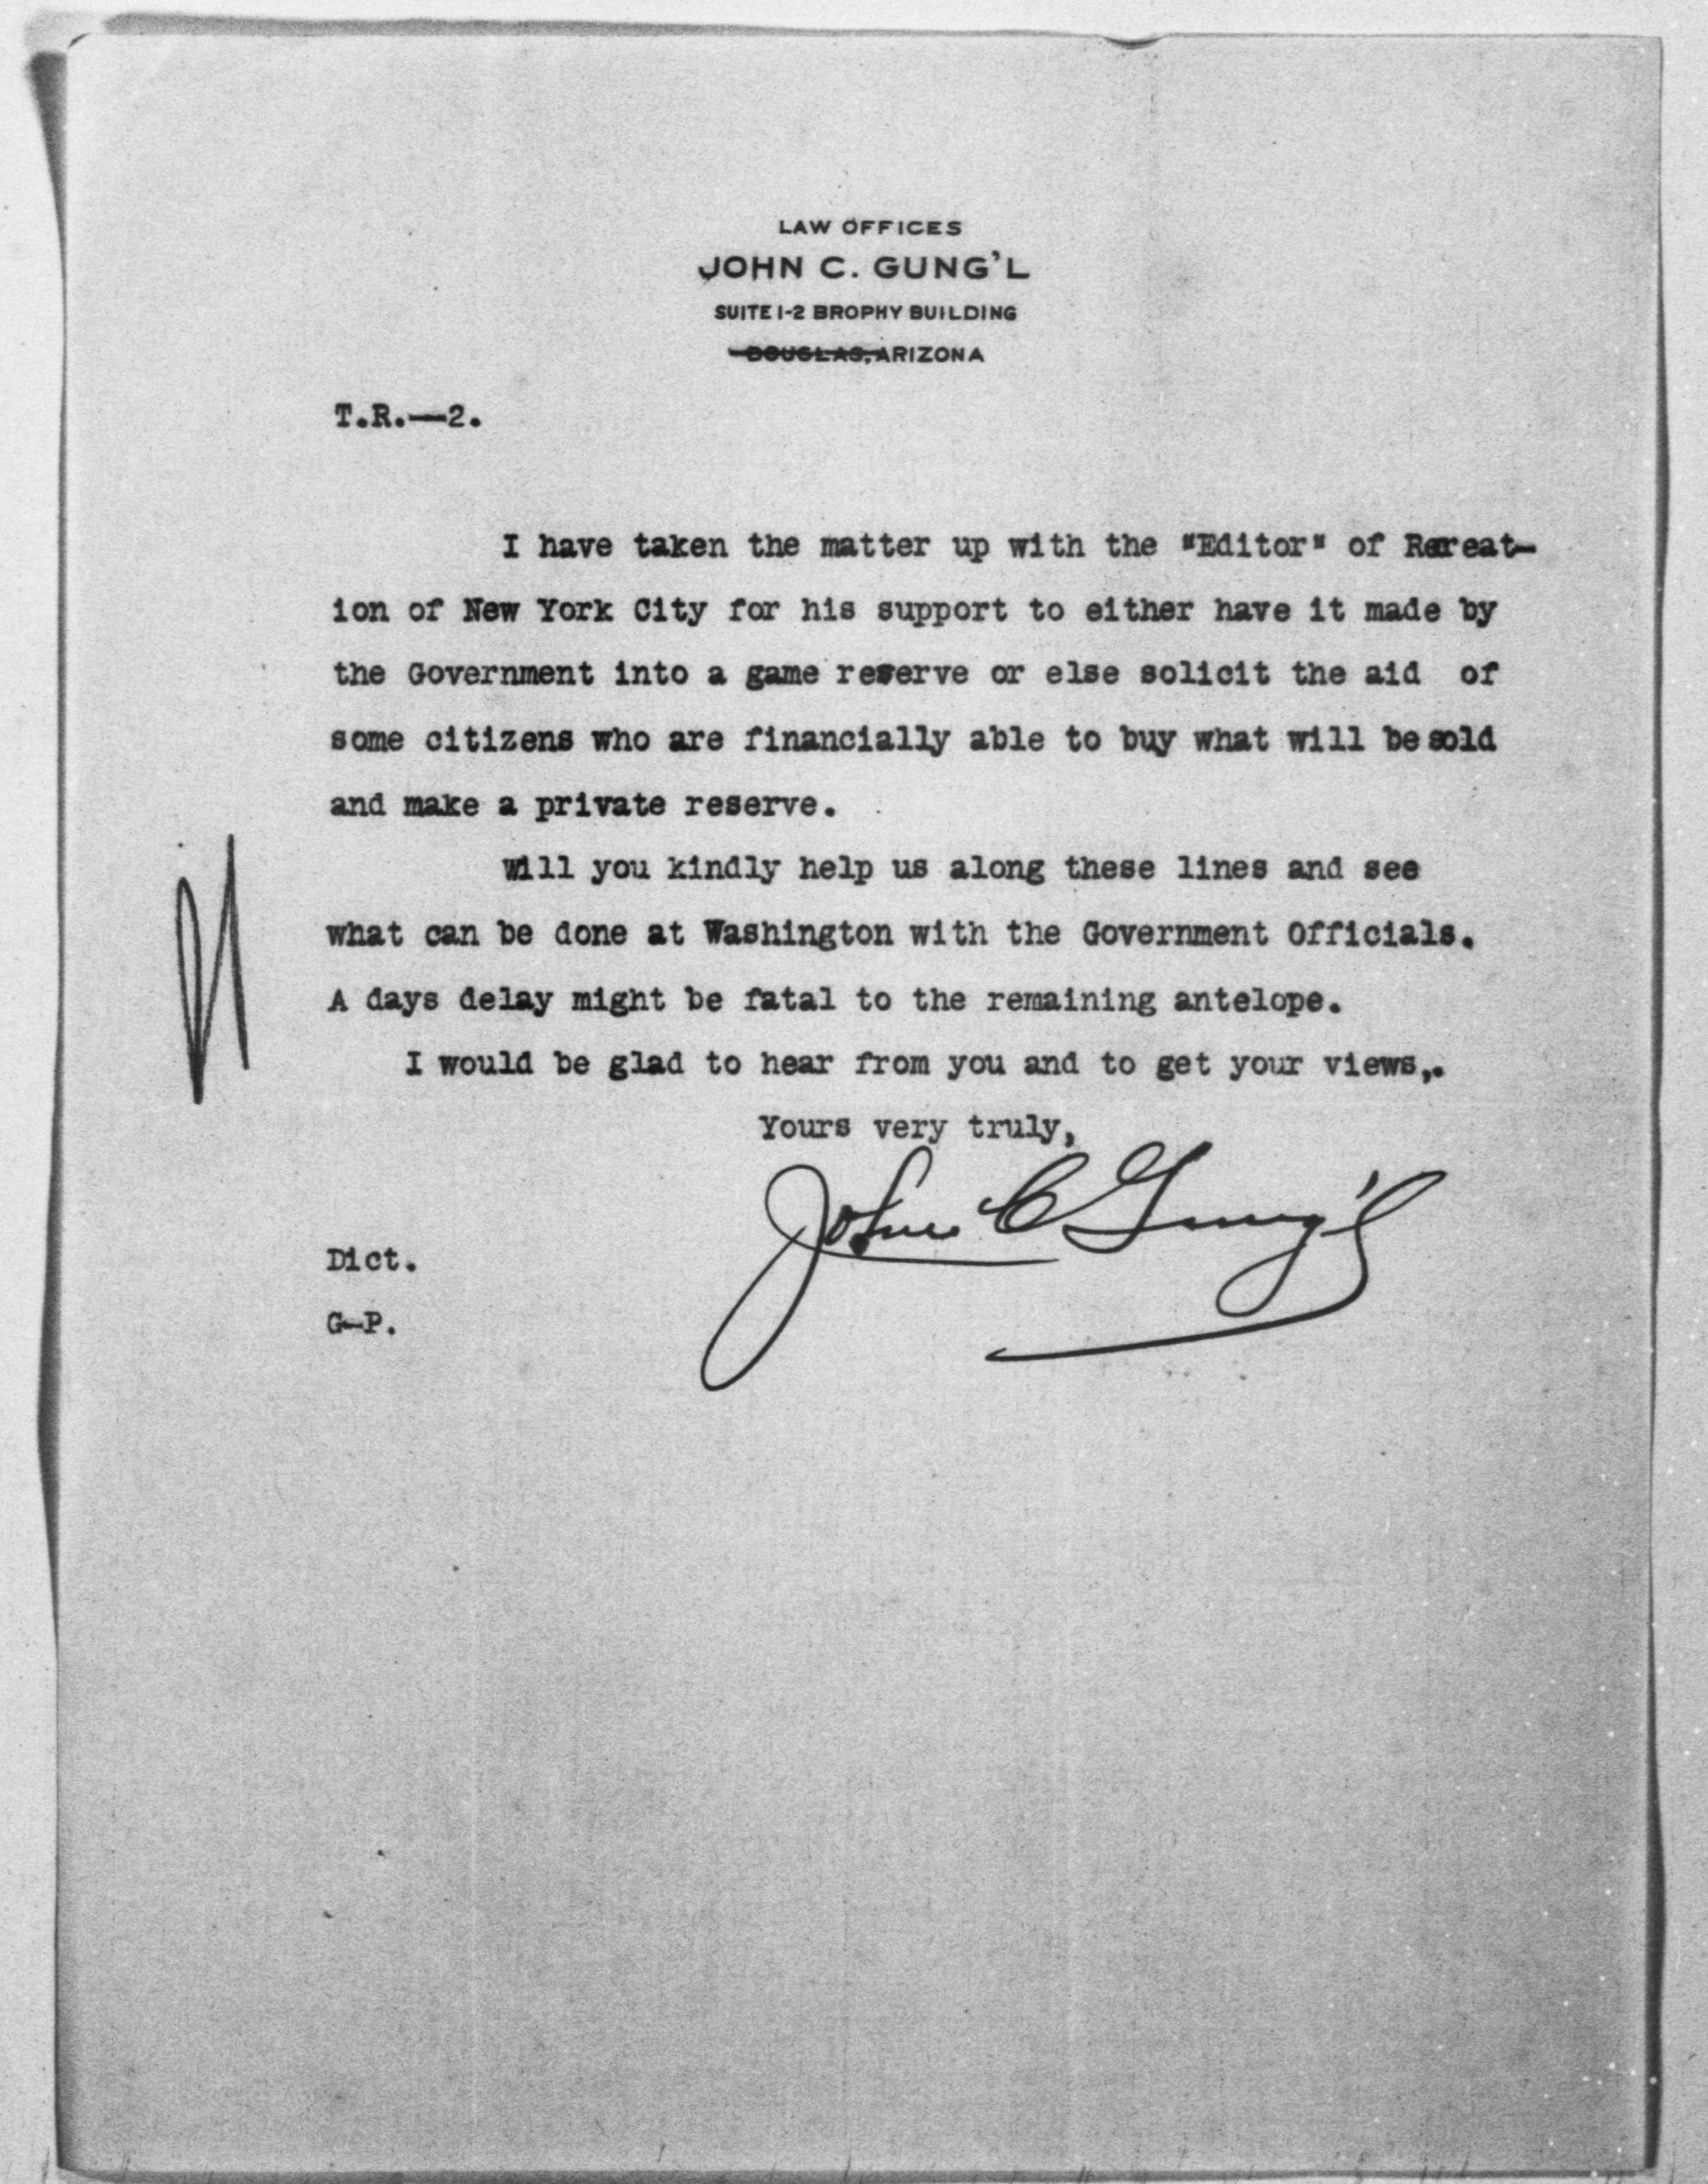 LAW OFFICES
JOHN C. GUNG'L
SUITE 1-2 BROPHY BUILDING
DOUGLAS, ARIZONA
T.R.—2.
I have taken the matter up with the "Editor" of Rereat-
ion of New York City for his support to either have it made by
the Government into a game reserve or else solicit the aid of
some citizens who are financially able to buy what will be sold
and make a private reserve.
Will you kindly help us along these lines and see
what can be done at Washington with the Government Officials.
A days delay might be fatal to the remaining antelope.
I would be glad to hear from you and to get your views,.
Yours very truly,
John C Gung'l
Dict.
G-P.